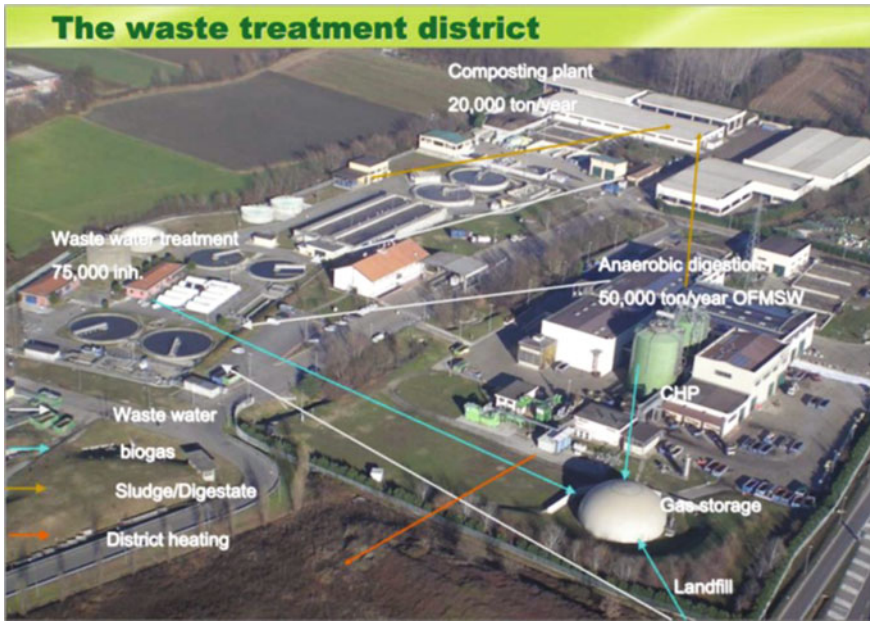 The waste treatment district
Composting plant
20,000 ton/year
Waste water treatment
75,000 inh.
Anaerobic digestion
50,000 ton/year OFMSW
CHP
Waste water
biogas
Sludge/Digestate
Gas storage
District heating
Landfill